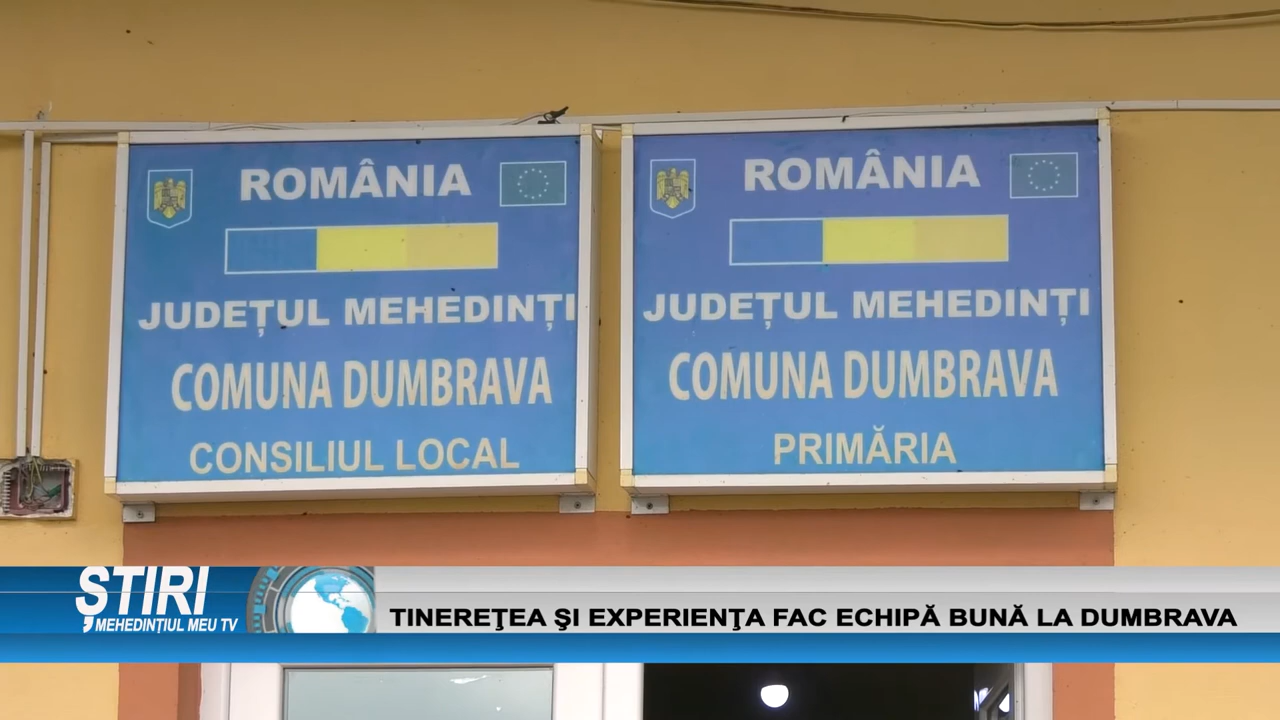 ROMÂNIA
JUDEȚUL MEHEDINȚI
COMUNA DUMBRAVA
CONSILIUL LOCAL
ROMÂNIA
JUDEȚUL MEHEDINȚI
COMUNA DUMBRAVA
PRIMĂRIA
ȘTIRI
MEHEDINȚIUL MEU TV
TINEREŢEA ŞI EXPERIENŢA FAC ECHIPĂ BUNĂ LA DUMBRAVA